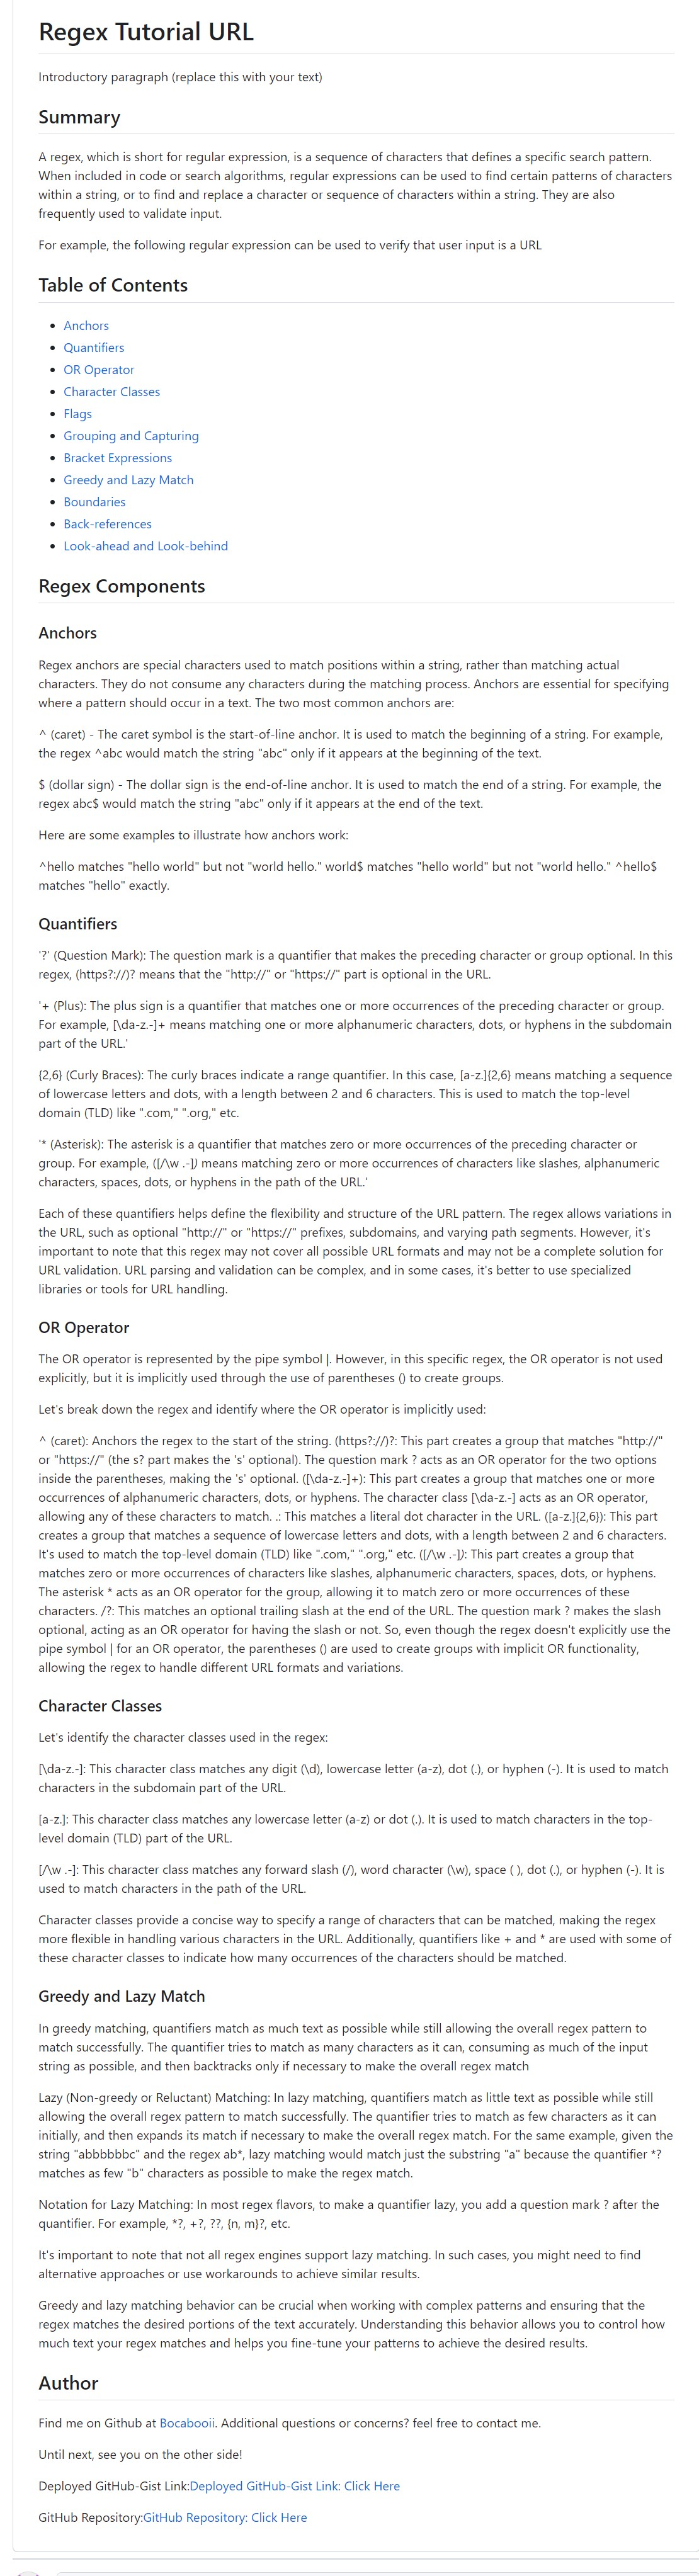 Regex Tutorial URL
Introductory paragraph (replace this with your text)
Summary
A regex, which is short for regular expression, is a sequence of characters that defines a specific search pattern.
When included in code or search algorithms, regular expressions can be used to find certain patterns of characters
within a string, or to find and replace a character or sequence of characters within a string. They are also
frequently used to validate input.
For example, the following regular expression can be used to verify that user input is a URL
Table of Contents
• Anchors
• Quantifiers
• OR Operator
• Character Classes
• Flags
• Grouping and Capturing
• Bracket Expressions
• Greedy and Lazy Match
• Boundaries
• Back-references
• Look-ahead and Look-behind
Regex Components
Anchors
Regex anchors are special characters used to match positions within a string, rather than matching actual
characters. They do not consume any characters during the matching process. Anchors are essential for specifying
where a pattern should occur in a text. The two most common anchors are:
^ (caret) - The caret symbol is the start-of-line anchor. It is used to match the beginning of a string. For example,
the regex ^abc would match the string "abc" only if it appears at the beginning of the text.
$ (dollar sign) - The dollar sign is the end-of-line anchor. It is used to match the end of a string. For example, the
regex abc$ would match the string "abc" only if it appears at the end of the text.
Here are some examples to illustrate how anchors work:
^hello matches "hello world" but not "world hello." world$ matches "hello world" but not "world hello." ^hello$
matches "hello" exactly.
Quantifiers
'?' (Question Mark): The question mark is a quantifier that makes the preceding character or group optional. In this
regex, (https?://)? means that the "http://" or "https://" part is optional in the URL.
'+ (Plus): The plus sign is a quantifier that matches one or more occurrences of the preceding character or group.
For example, [\da-z.-]+ means matching one or more alphanumeric characters, dots, or hyphens in the subdomain
part of the URL.'
{2,6} (Curly Braces): The curly braces indicate a range quantifier. In this case, [a-z.]{2,6} means matching a sequence
of lowercase letters and dots, with a length between 2 and 6 characters. This is used to match the top-level
domain (TLD) like ".com," ".org," etc.
'* (Asterisk): The asterisk is a quantifier that matches zero or more occurrences of the preceding character or
group. For example, ([/\w .-]) means matching zero or more occurrences of characters like slashes, alphanumeric
characters, spaces, dots, or hyphens in the path of the URL.'
Each of these quantifiers helps define the flexibility and structure of the URL pattern. The regex allows variations in
the URL, such as optional "http://" or "https://" prefixes, subdomains, and varying path segments. However, it's
important to note that this regex may not cover all possible URL formats and may not be a complete solution for
URL validation. URL parsing and validation can be complex, and in some cases, it's better to use specialized
libraries or tools for URL handling.
OR Operator
The OR operator is represented by the pipe symbol |. However, in this specific regex, the OR operator is not used
explicitly, but it is implicitly used through the use of parentheses () to create groups.
Let's break down the regex and identify where the OR operator is implicitly used:
^ (caret): Anchors the regex to the start of the string. (https?://)?: This part creates a group that matches "http://"
or "https://" (the s? part makes the 's' optional). The question mark ? acts as an OR operator for the two options
inside the parentheses, making the 's' optional. ([\da-z.-]+): This part creates a group that matches one or more
occurrences of alphanumeric characters, dots, or hyphens. The character class [\da-z.-] acts as an OR operator,
allowing any of these characters to match. .: This matches a literal dot character in the URL. ([a-z.]{2,6}): This part
creates a group that matches a sequence of lowercase letters and dots, with a length between 2 and 6 characters.
It's used to match the top-level domain (TLD) like ".com," ".org," etc. ([/\w .-]): This part creates a group that
matches zero or more occurrences of characters like slashes, alphanumeric characters, spaces, dots, or hyphens.
The asterisk * acts as an OR operator for the group, allowing it to match zero or more occurrences of these
characters. /?: This matches an optional trailing slash at the end of the URL. The question mark ? makes the slash
optional, acting as an OR operator for having the slash or not. So, even though the regex doesn't explicitly use the
pipe symbol | for an OR operator, the parentheses () are used to create groups with implicit OR functionality,
allowing the regex to handle different URL formats and variations.
Character Classes
Let's identify the character classes used in the regex:
[\da-z.-]: This character class matches any digit (\d), lowercase letter (a-z), dot (.), or hyphen (-). It is used to match
characters in the subdomain part of the URL.
[a-z.]: This character class matches any lowercase letter (a-z) or dot (.). It is used to match characters in the top-
level domain (TLD) part of the URL.
[/\w .-]: This character class matches any forward slash (/), word character (\w), space ( ), dot (.), or hyphen (-). It is
used to match characters in the path of the URL.
Character classes provide a concise way to specify a range of characters that can be matched, making the regex
more flexible in handling various characters in the URL. Additionally, quantifiers like + and * are used with some of
these character classes to indicate how many occurrences of the characters should be matched.
Greedy and Lazy Match
In greedy matching, quantifiers match as much text as possible while still allowing the overall regex pattern to
match successfully. The quantifier tries to match as many characters as it can, consuming as much of the input
string as possible, and then backtracks only if necessary to make the overall regex match
Lazy (Non-greedy or Reluctant) Matching: In lazy matching, quantifiers match as little text as possible while still
allowing the overall regex pattern to match successfully. The quantifier tries to match as few characters as it can
initially, and then expands its match if necessary to make the overall regex match. For the same example, given the
string "abbbbbbc" and the regex ab*, lazy matching would match just the substring "a" because the quantifier *?
matches as few "b" characters as possible to make the regex match.
Notation for Lazy Matching: In most regex flavors, to make a quantifier lazy, you add a question mark ? after the
quantifier. For example, *?, +?, ??, {n, m}?, etc.
It's important to note that not all regex engines support lazy matching. In such cases, you might need to find
alternative approaches or use workarounds to achieve similar results.
Greedy and lazy matching behavior can be crucial when working with complex patterns and ensuring that the
regex matches the desired portions of the text accurately. Understanding this behavior allows you to control how
much text your regex matches and helps you fine-tune your patterns to achieve the desired results.
Author
Find me on Github at Bocabooii. Additional questions or concerns? feel free to contact me.
Until next, see you on the other side!
Deployed GitHub-Gist Link:Deployed GitHub-Gist Link: Click Here
GitHub Repository:GitHub Repository: Click Here